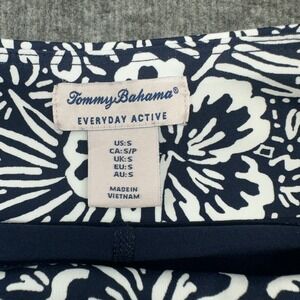 Tommy Bahama®
EVERYDAY ACTIVE
US:S
CA:S/P
UK:S
EU:S
AU:S
MADE IN
VIETNAM